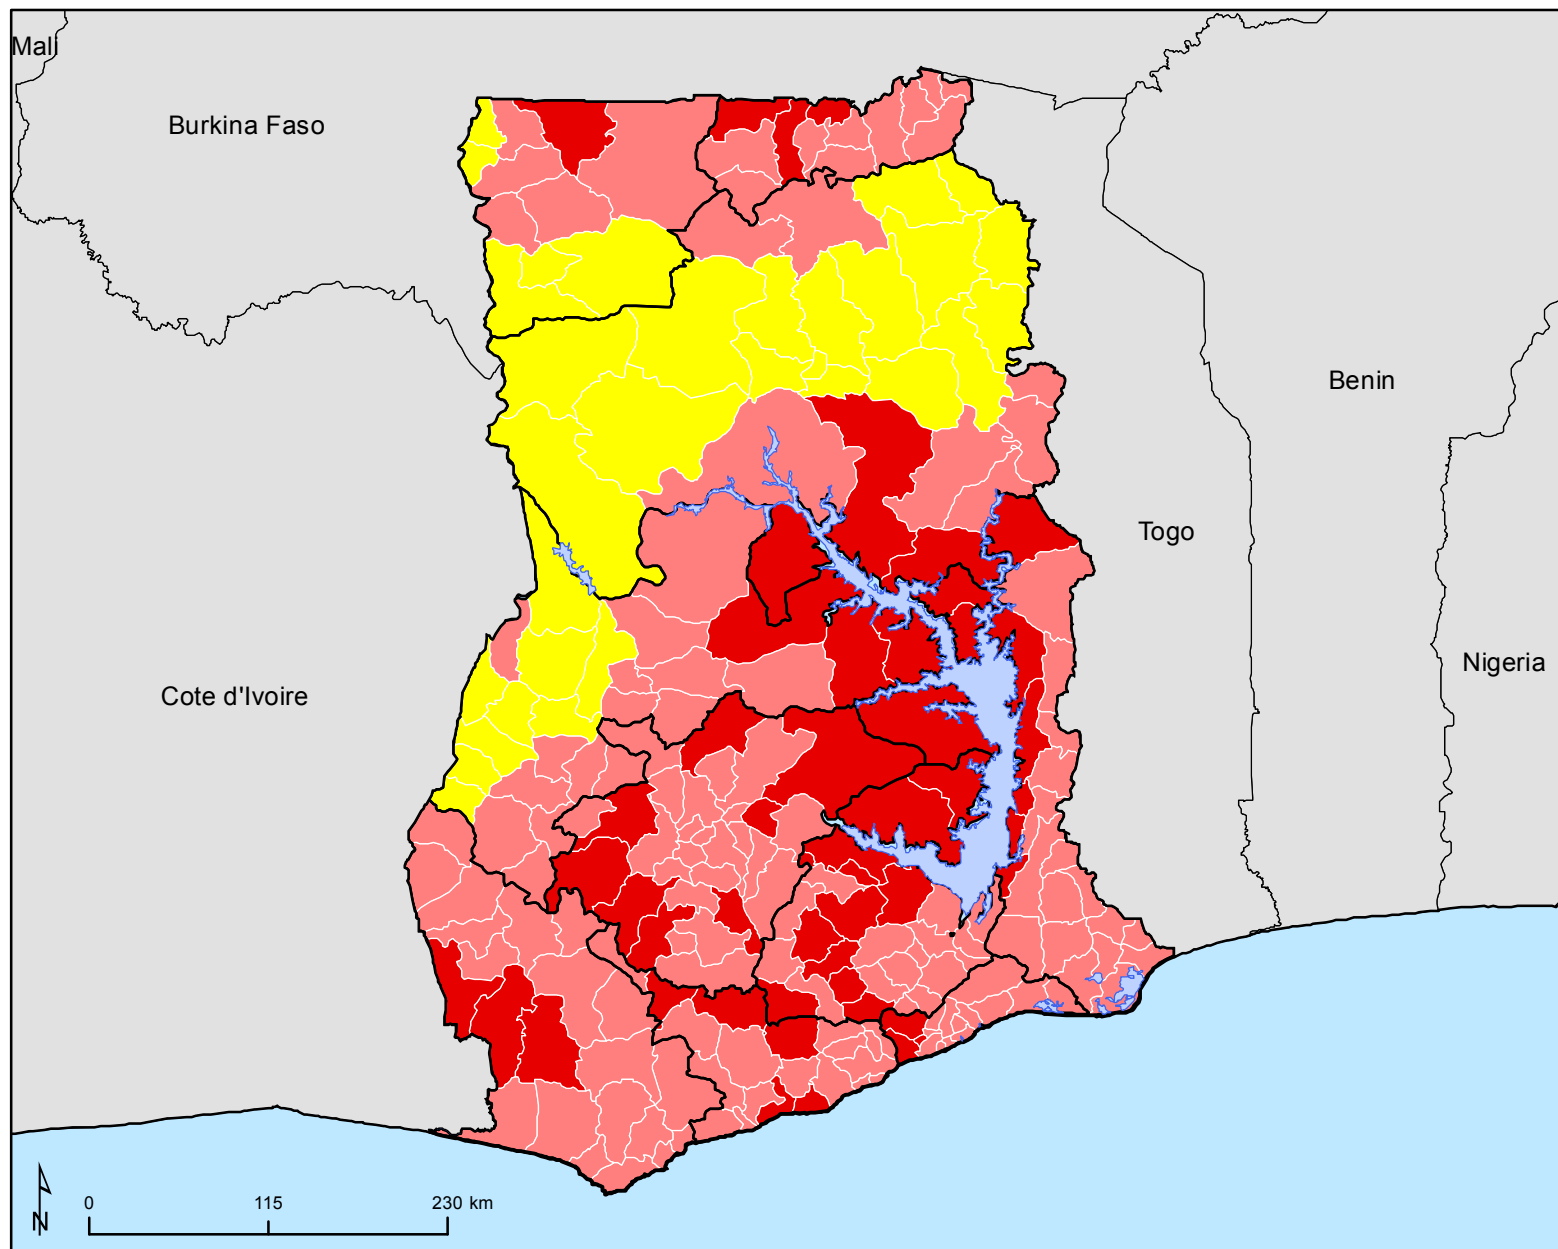 Mali
Burkina Faso
Benin
Togo
Nigeria
Cote d'Ivoire
N
0 115 230 km